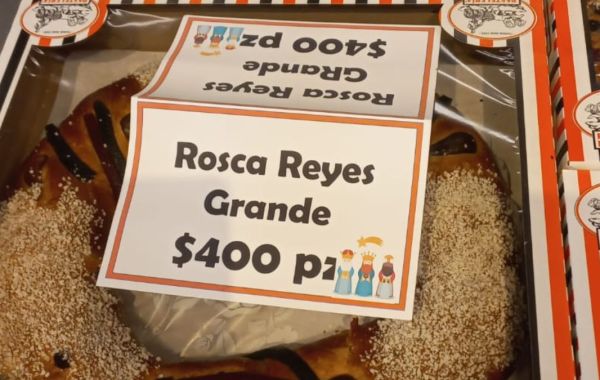 $400 pz
GRande
Rosca Reyes
Rosca Reyes
Grande
$400 pz